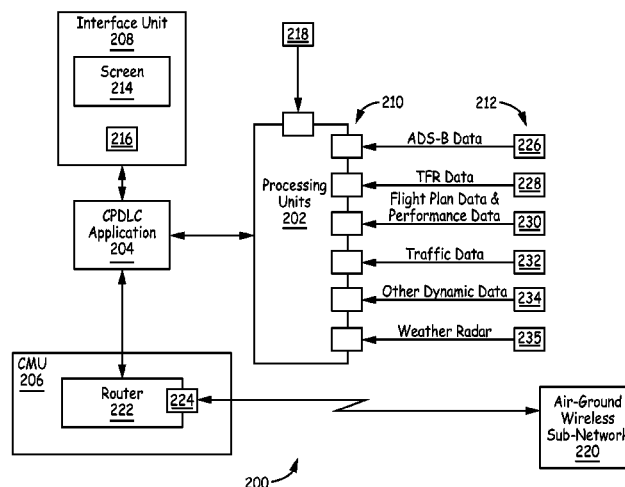 Interface Unit
208
Screen
214
216
218
210
212
ADS-B Data
226
TFR Data
228
Flight Plan Data &
Performance Data
230
Processing
Units
202
CPDLC
Application
204
Traffic Data
232
Other Dynamic Data
234
Weather Radar
235
CMU
206
Router
222
224
Air-Ground
Wireless
Sub-Network
220
200